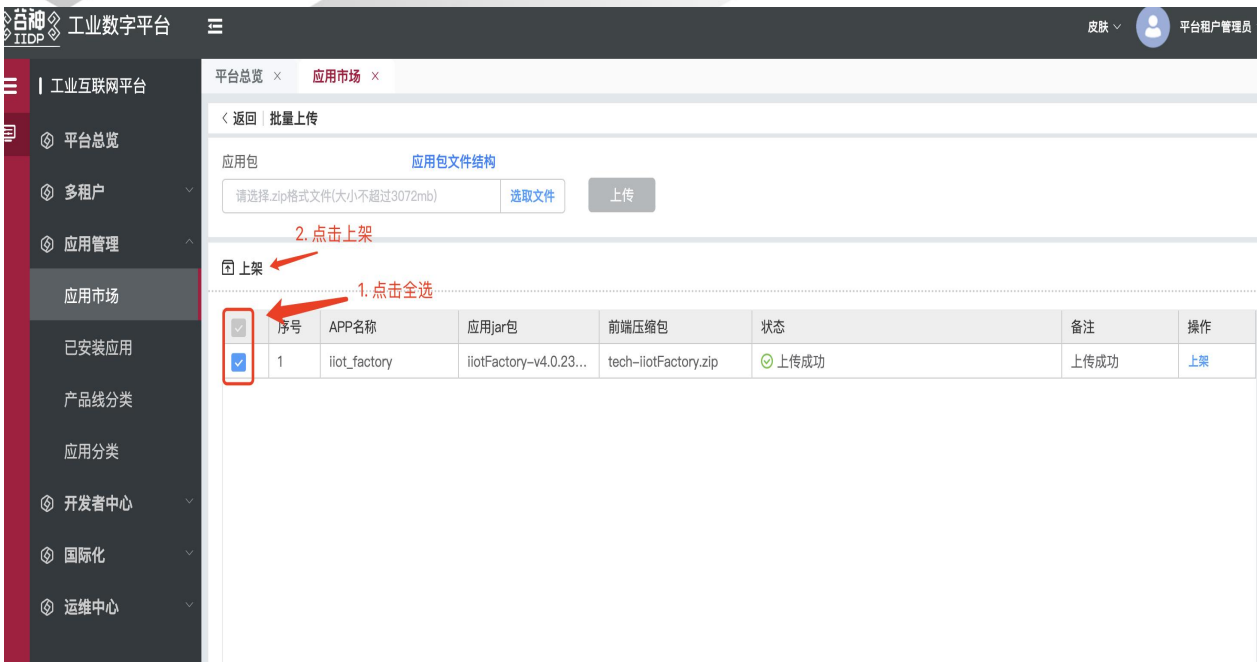 谷神 IIDP 工业数字平台 皮肤 平台租户管理员
工业互联网平台
平台总览
多租户
应用管理
应用市场
已安装应用
产品线分类
应用分类
开发者中心
国际化
运维中心
平台总览 × 应用市场 ×
返回 批量上传
应用包 应用包文件结构
请选择.zip格式文件(大小不超过3072mb) 选取文件 上传
2. 点击上架
上架
1. 点击全选
序号 APP名称 应用jar包 前端压缩包 状态 备注 操作
1 iiot_factory iiotFactory-v4.0.23... tech-iiotFactory.zip 上传成功 上传成功 上架